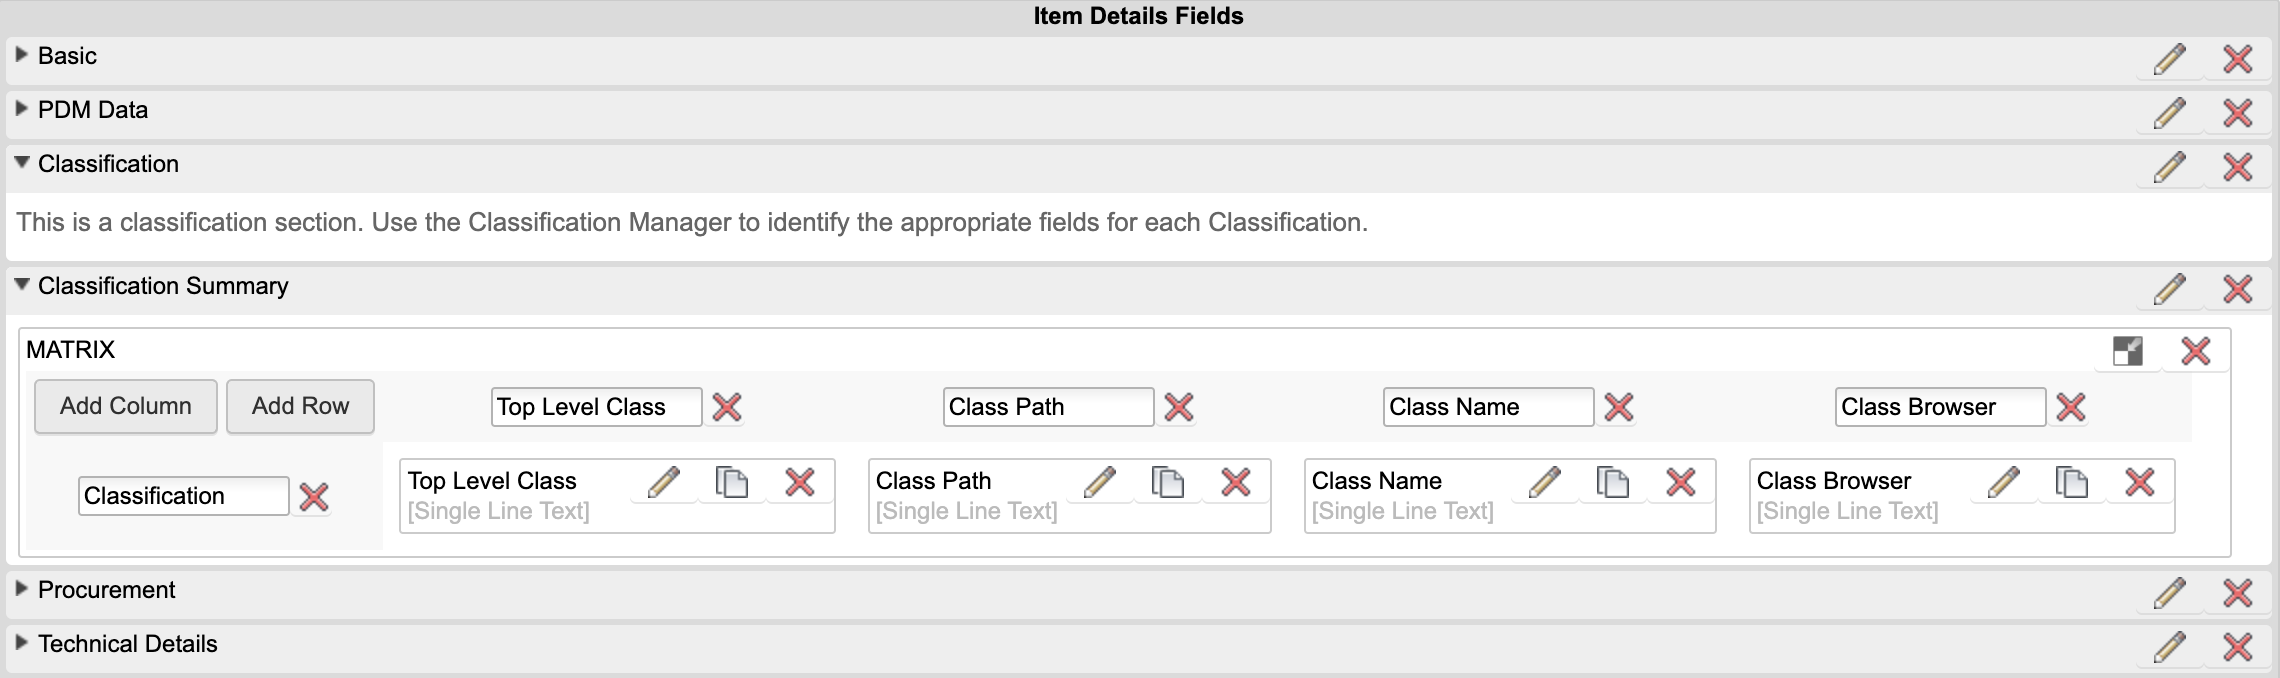 Item Details Fields
Basic
PDM Data
Classification
This is a classification section. Use the Classification Manager to identify the appropriate fields for each Classification.
Classification Summary
MATRIX
Add Column Add Row Top Level Class Class Path Class Name Class Browser
Classification Top Level Class Class Path Class Name Class Browser
[Single Line Text] [Single Line Text] [Single Line Text] [Single Line Text]
Procurement
Technical Details